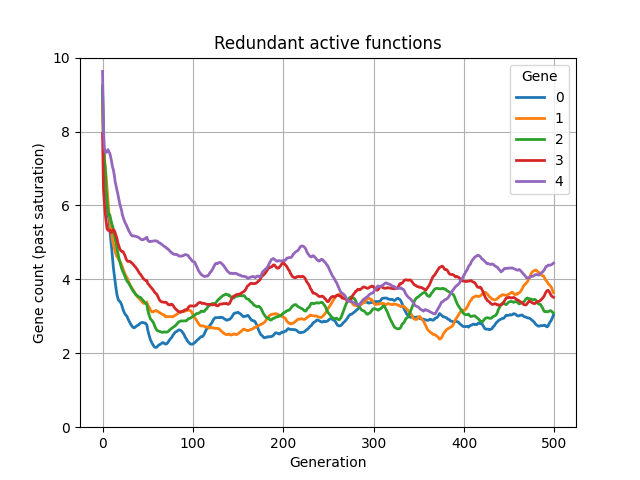 Redundant active functions
Gene count (past saturation)
10
8
6
4
2
0
0 100 200 300 400 500
Generation
Gene
0
1
2
3
4